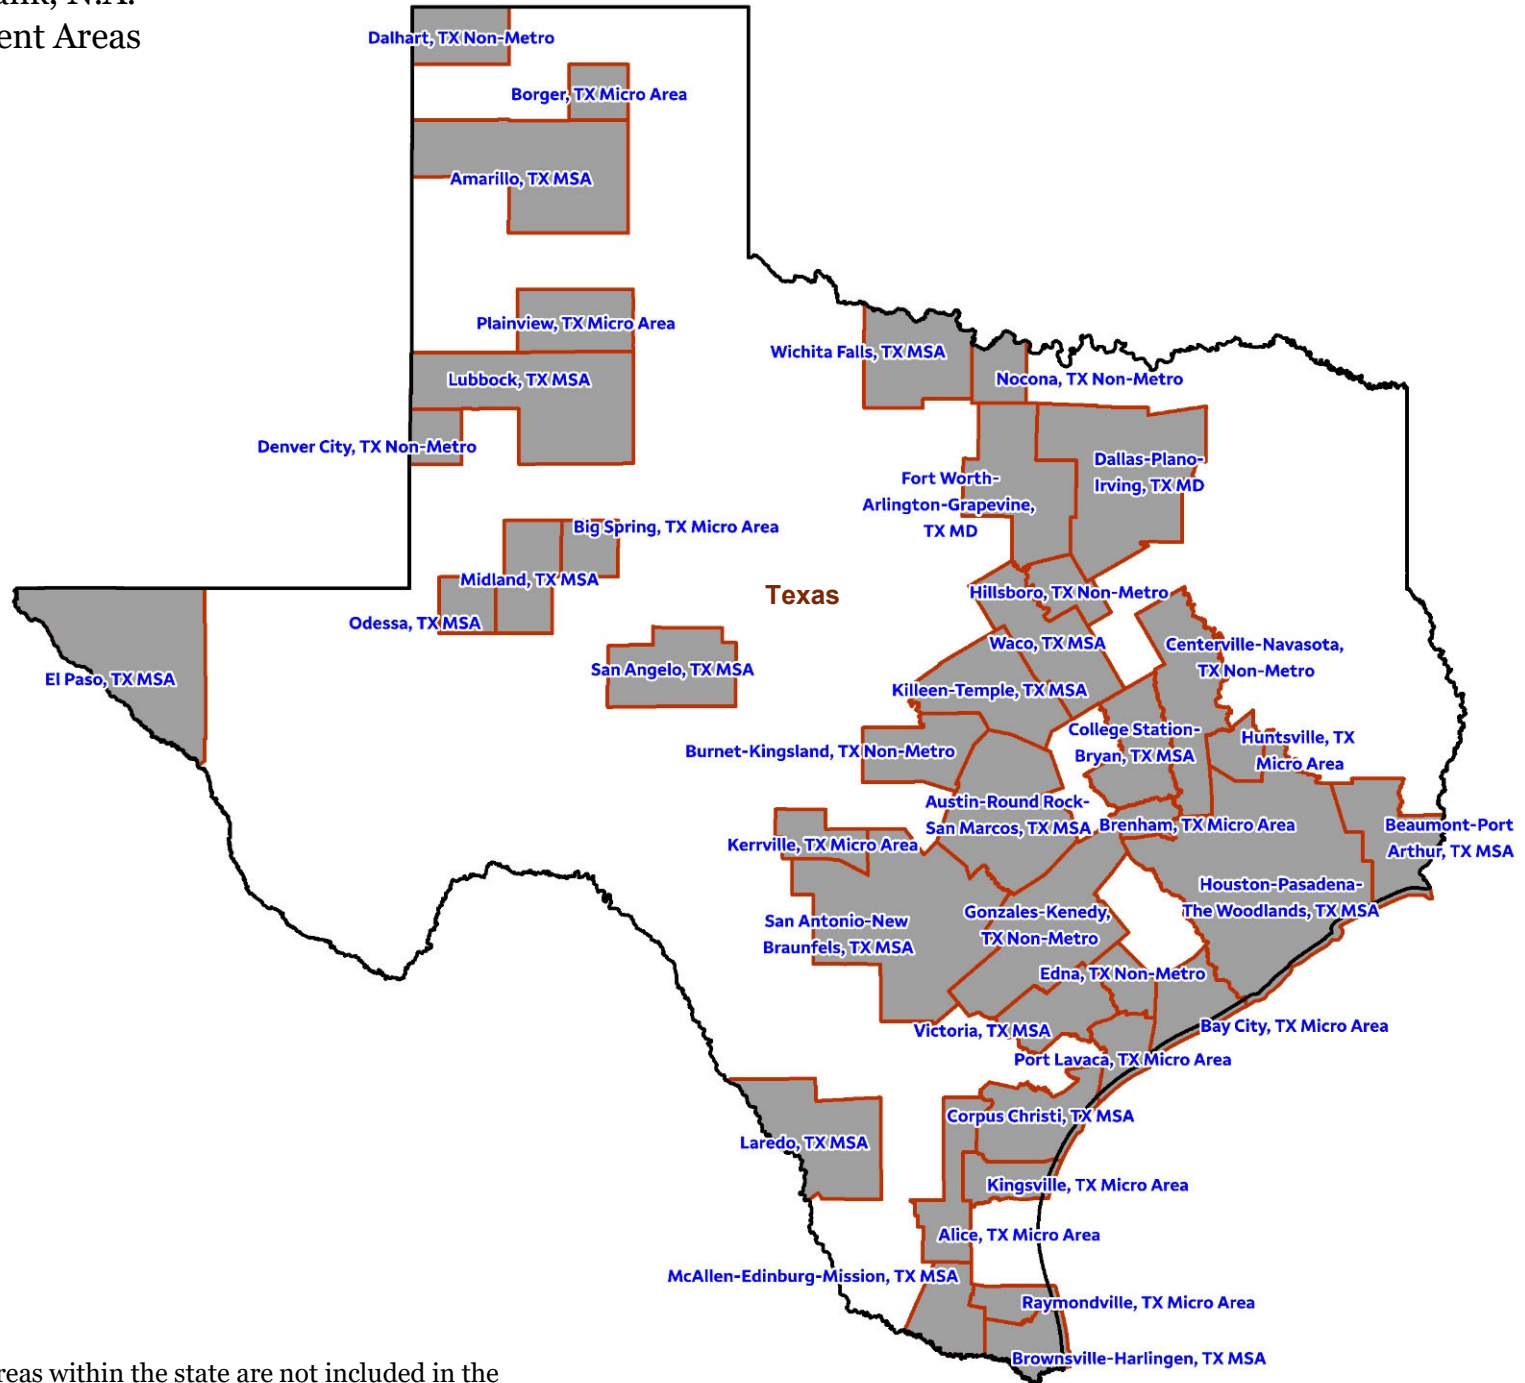 ank, N.A.
ent Areas
Dalhart, TX Non-Metro
Borger, TX Micro Area
Amarillo, TX MSA
Plainview, TX Micro Area
Wichita Falls, TX MSA
Lubbock, TX MSA
Nocona, TX Non-Metro
Denver City, TX Non-Metro
Dallas-Plano-
Irving, TX MD
Fort Worth-
Arlington-Grapevine,
TX MD
Big Spring, TX Micro Area
Midland, TX MSA
Texas
Hillsboro, TX Non-Metro
Odessa, TX MSA
Waco, TX MSA
Centerville-Navasota,
TX Non-Metro
San Angelo, TX MSA
El Paso, TX MSA
Killeen-Temple, TX MSA
College Station-
Bryan, TX MSA
Huntsville, TX
Micro Area
Burnet-Kingsland, TX Non-Metro
Austin-Round Rock-
San Marcos, TX MSA
Brenham, TX Micro Area
Beaumont-Port
Arthur, TX MSA
Kerrville, TX Micro Area
Houston-Pasadena-
The Woodlands, TX MSA
San Antonio-New
Braunfels, TX MSA
Gonzales-Kenedy,
TX Non-Metro
Edna, TX Non-Metro
Bay City, TX Micro Area
Victoria, TX MSA
Port Lavaca, TX Micro Area
Corpus Christi, TX MSA
Laredo, TX MSA
Kingsville, TX Micro Area
Alice, TX Micro Area
McAllen-Edinburg-Mission, TX MSA
Raymondville, TX Micro Area
Brownsville-Harlingen, TX MSA
reas within the state are not included in the